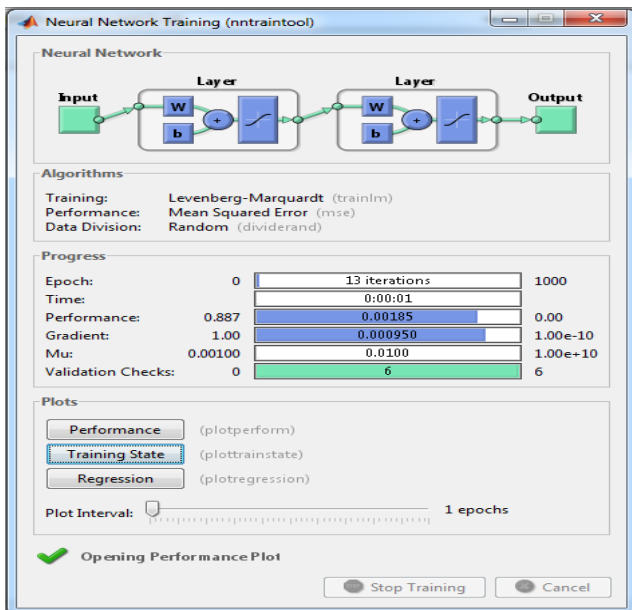 Neural Network Training (nntraintool)
Neural Network
Layer Layer
Input Output
W W
b b
+ +
Algorithms
Training: Levenberg-Marquardt (trainlm)
Performance: Mean Squared Error (mse)
Data Division: Random (dividerand)
Progress
Epoch: 0 13 iterations 1000
Time: 0:00:01
Performance: 0.887 0.00185 0.00
Gradient: 1.00 0.000950 1.00e-10
Mu: 0.00100 0.0100 1.00e+10
Validation Checks: 0 6 6
Plots
Performance (plotperform)
Training State (plottrainstate)
Regression (plotregression)
Plot Interval: 1 epochs
Opening Performance Plot
Stop Training Cancel